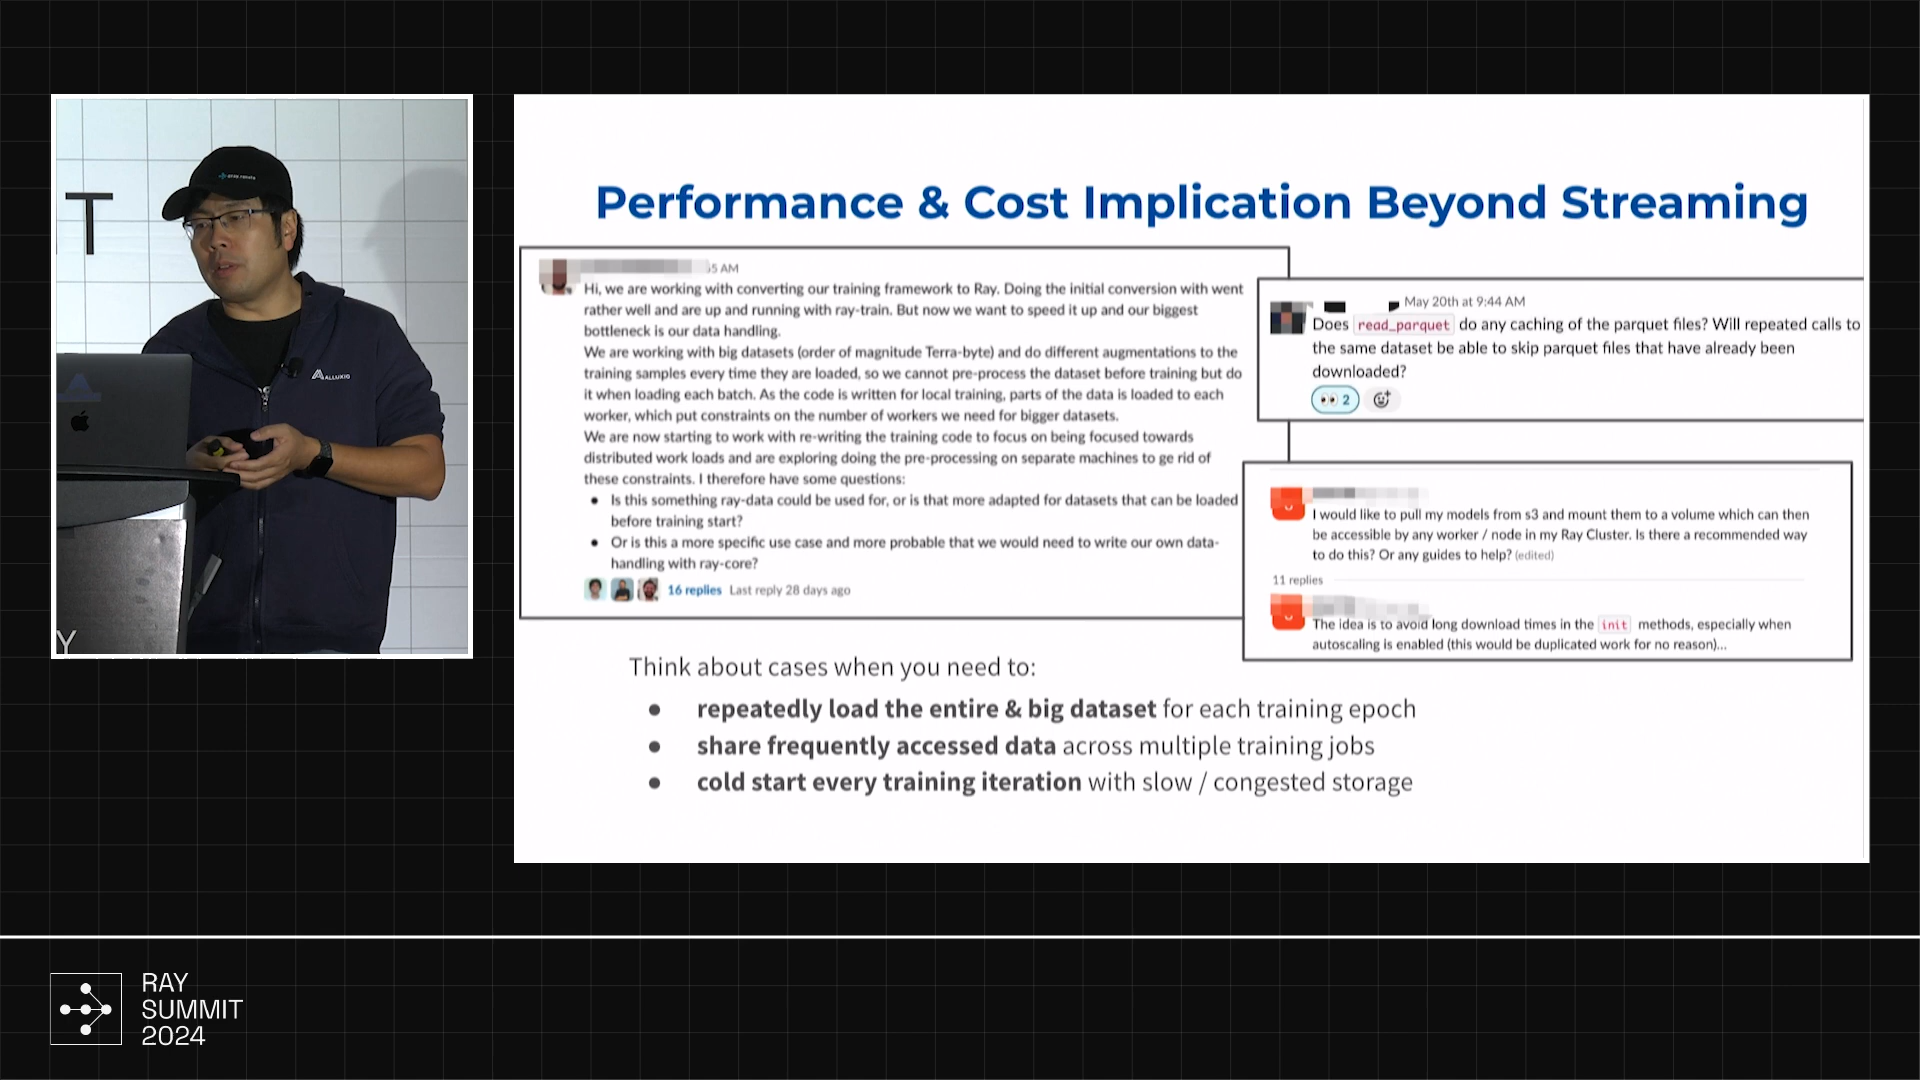 T
Y
ALLUXIO
Performance & Cost Implication Beyond Streaming
5 AM
Hi, we are working with converting our training framework to Ray. Doing the initial conversion with went
rather well and are up and running with ray-train. But now we want to speed it up and our biggest
bottleneck is our data handling.
We are working with big datasets (order of magnitude Terra-byte) and do different augmentations to the
training samples every time they are loaded, so we cannot pre-process the dataset before training but do
it when loading each batch. As the code is written for local training, parts of the data is loaded to each
worker, which put constraints on the number of workers we need for bigger datasets.
We are now starting to work with re-writing the training code to focus on being focused towards
distributed work loads and are exploring doing the pre-processing on separate machines to ge rid of
these constraints. I therefore have some questions:
● Is this something ray-data could be used for, or is that more adapted for datasets that can be loaded
before training start?
● Or is this a more specific use case and more probable that we would need to write our own data-
handling with ray-core?
16 replies Last reply 28 days ago
May 20th at 9:44 AM
Does read_parquet do any caching of the parquet files? Will repeated calls to
the same dataset be able to skip parquet files that have already been
downloaded?
2
I would like to pull my models from s3 and mount them to a volume which can then
be accessible by any worker / node in my Ray Cluster. Is there a recommended way
to do this? Or any guides to help? (edited)
11 replies
The idea is to avoid long download times in the init methods, especially when
autoscaling is enabled (this would be duplicated work for no reason)...
Think about cases when you need to:
● repeatedly load the entire & big dataset for each training epoch
● share frequently accessed data across multiple training jobs
● cold start every training iteration with slow / congested storage
RAY
SUMMIT
2024